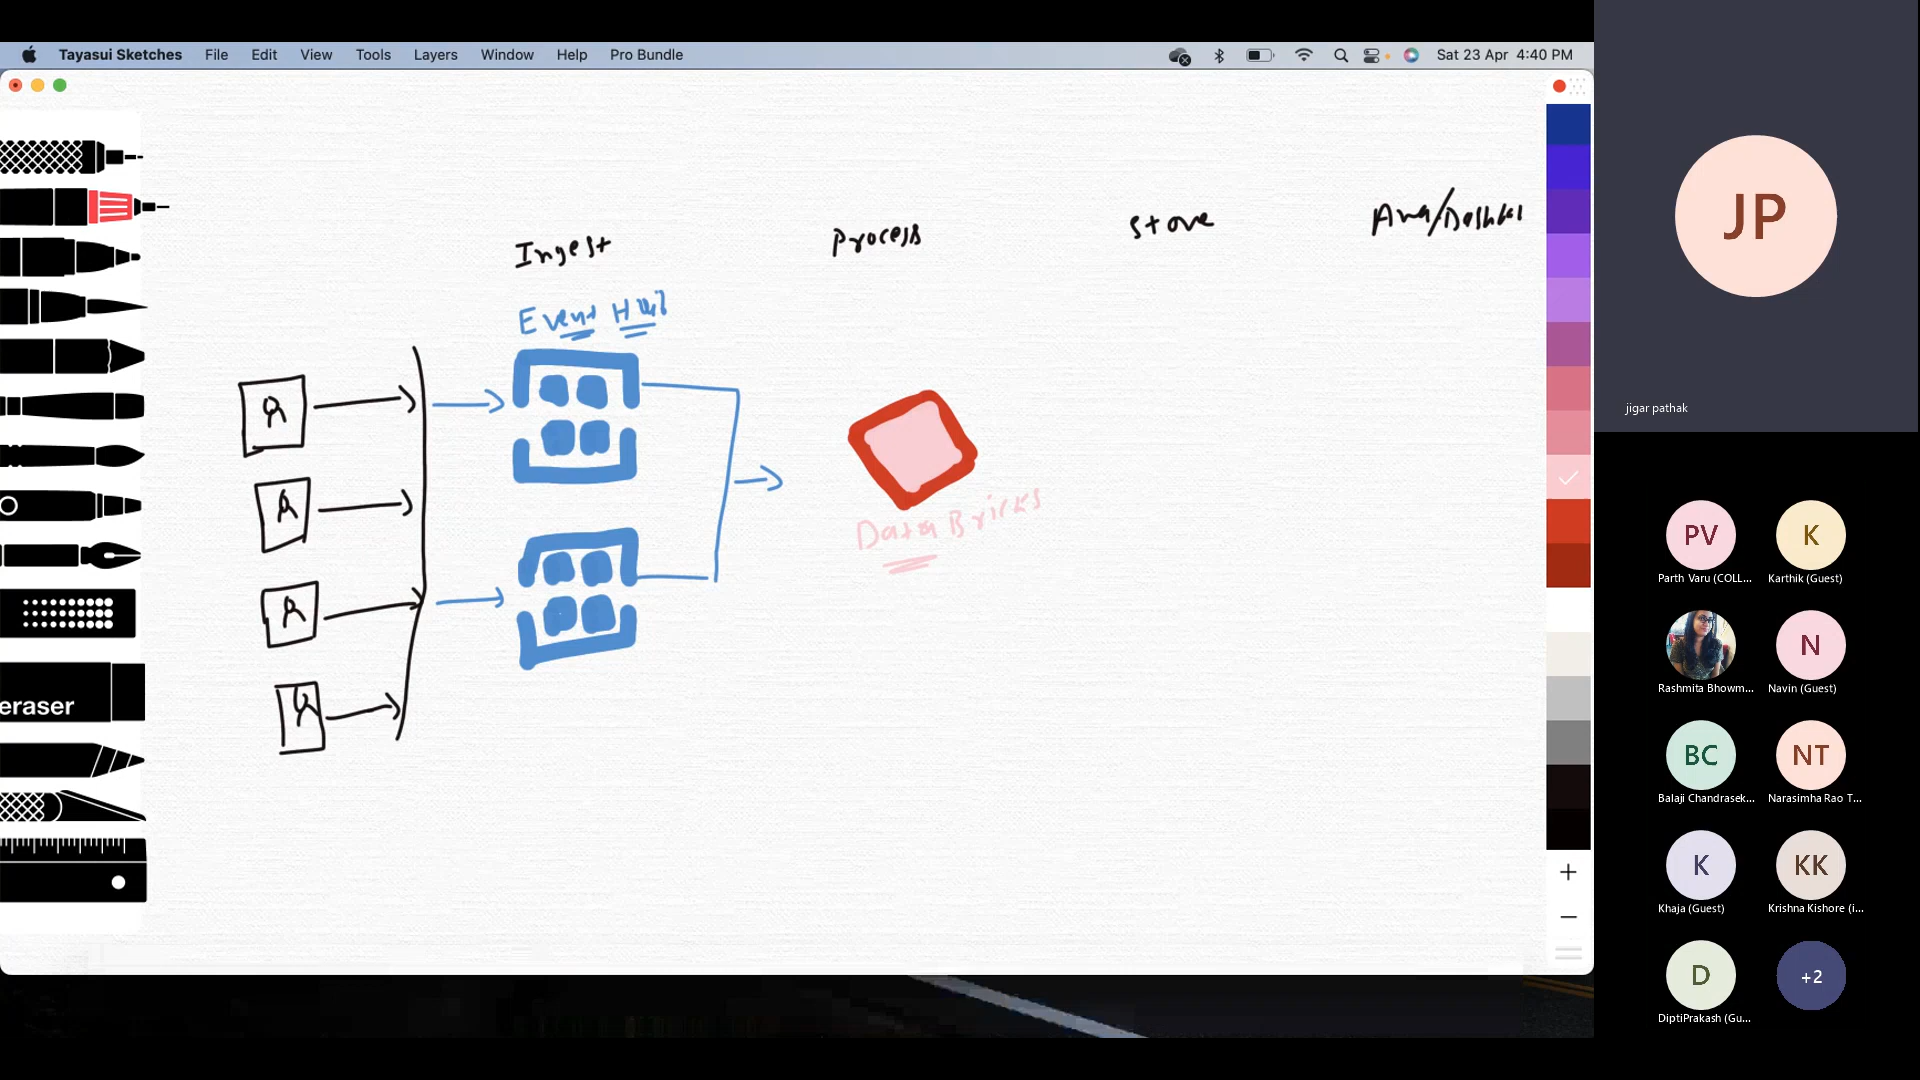 Tayasui Sketches File Edit View Tools Layers Window Help Pro Bundle
Sat 23 Apr 4:40 PM
Ingest
Process
Store
Event Hub
Data Bricks
eraser
JP
jigar pathak
PV
K
Parth Varu (COLL...
Karthik (Guest)
N
Rashmita Bhowm...
Navin (Guest)
BC
NT
Balaji Chandrasek...
Narasimha Rao T...
K
KK
Khaja (Guest)
Krishna Kishore (i...
D
+2
DiptiPrakash (Gu...